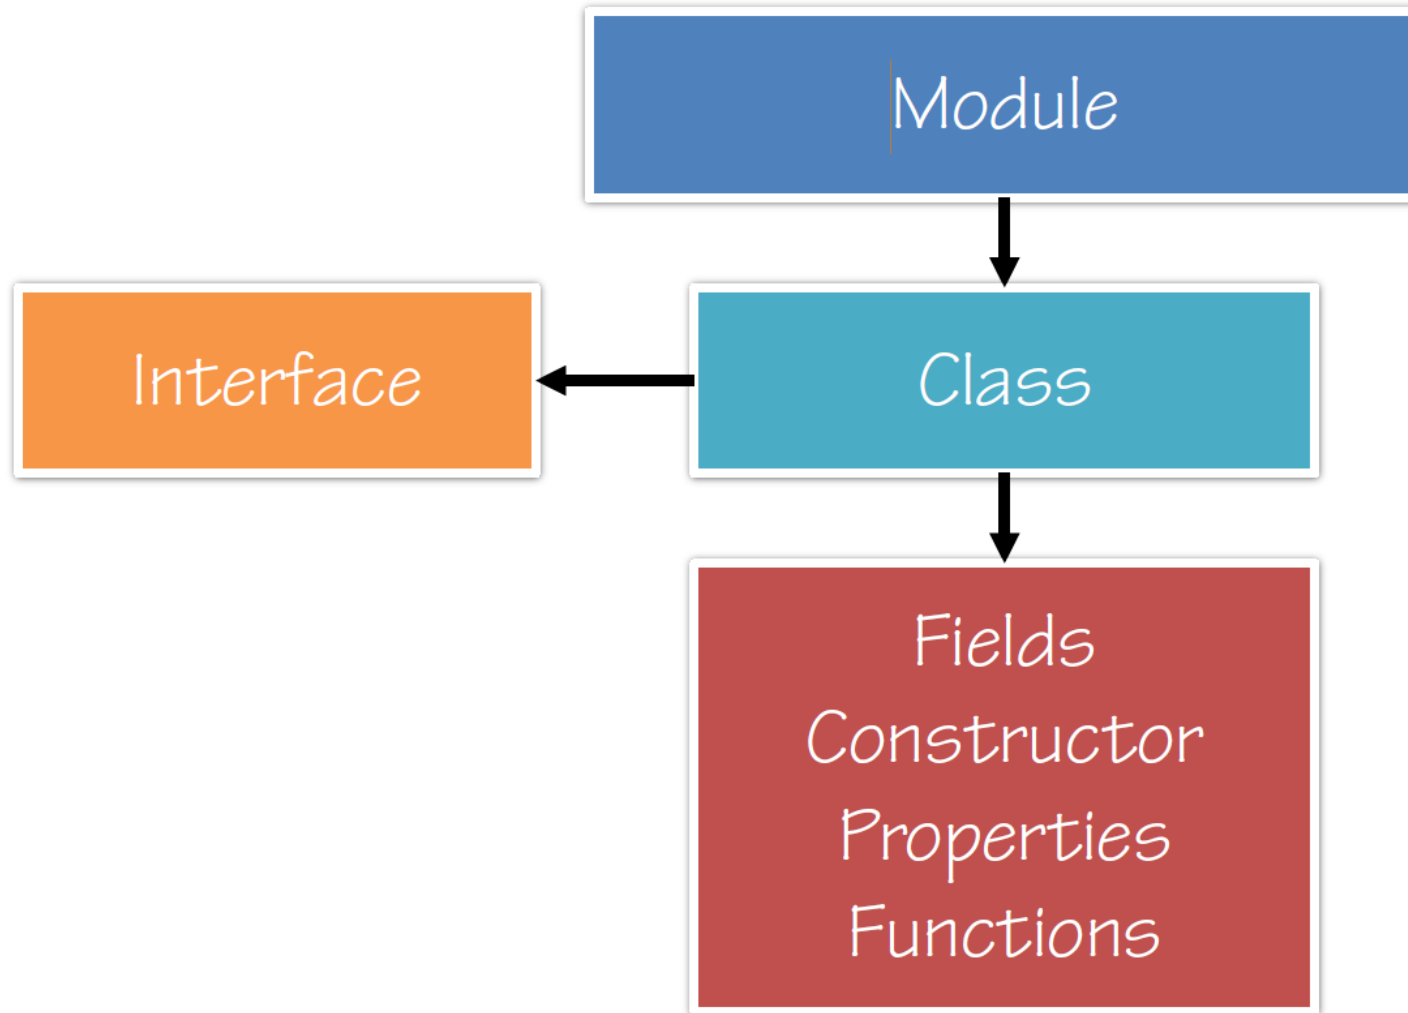 Module
Interface
Class
Fields
Constructor
Properties
Functions